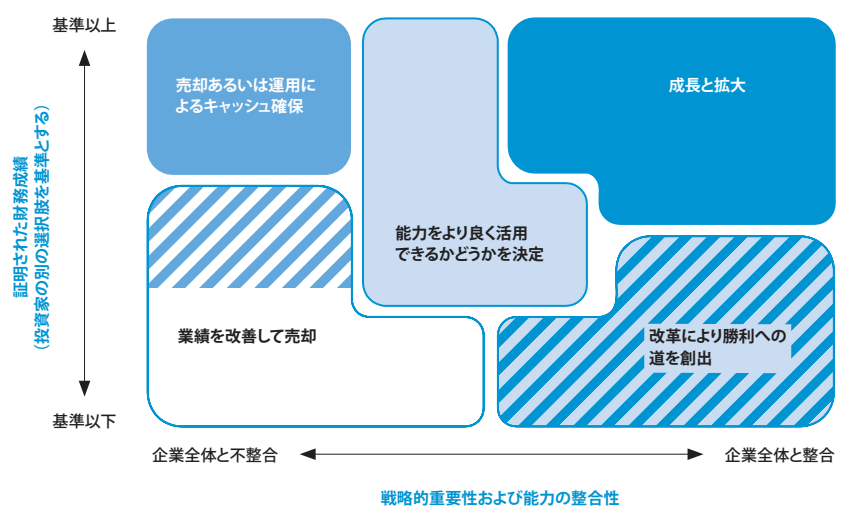 基準以上
売却あるいは運用に
よるキャッシュ確保
成長と拡大
証明された財務成績
(投資家の別の選択肢を基準とする)
能力をより良く活用
できるかどうかを決定
業績を改善して売却
改革により勝利への
道を創出
基準以下
企業全体と不整合
企業全体と整合
戦略的重要性および能力の整合性